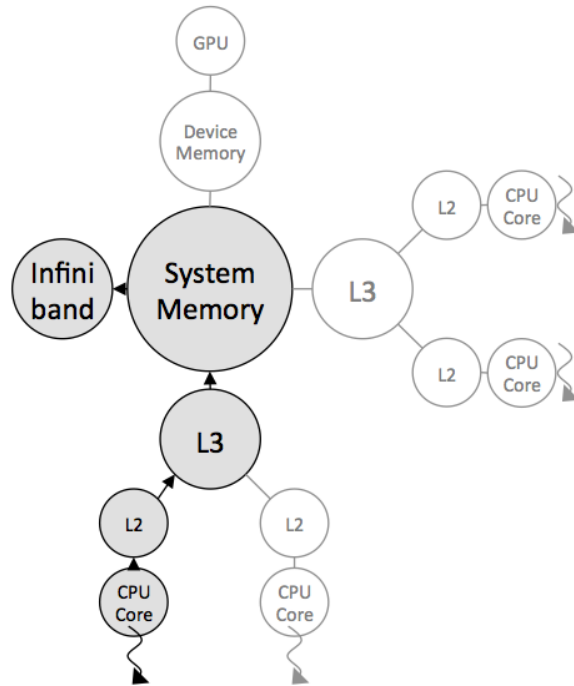 GPU
Device
Memory
L2
CPU
Core
Infini
band
System
Memory
L3
L2
CPU
Core
L3
L2
L2
CPU
Core
CPU
Core